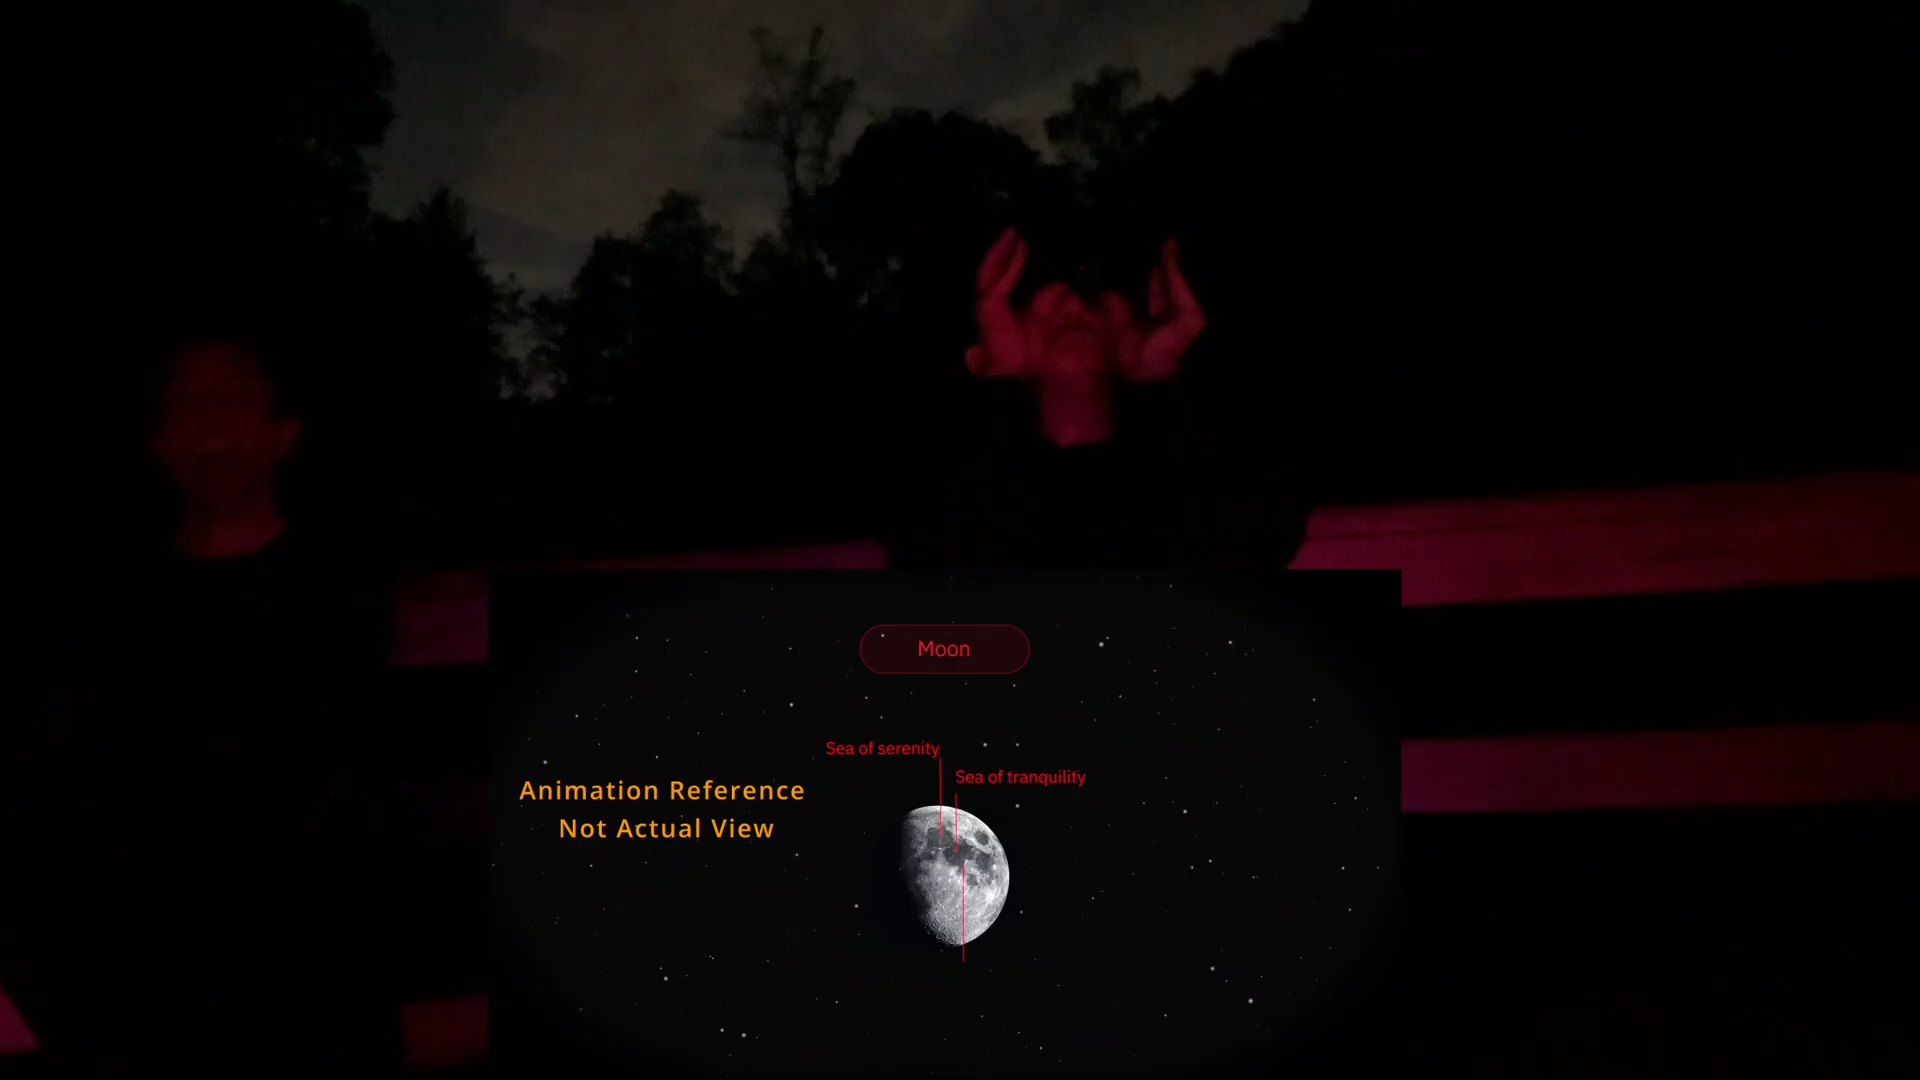 Moon
Sea of serenity
Sea of tranquility
Animation Reference
Not Actual View